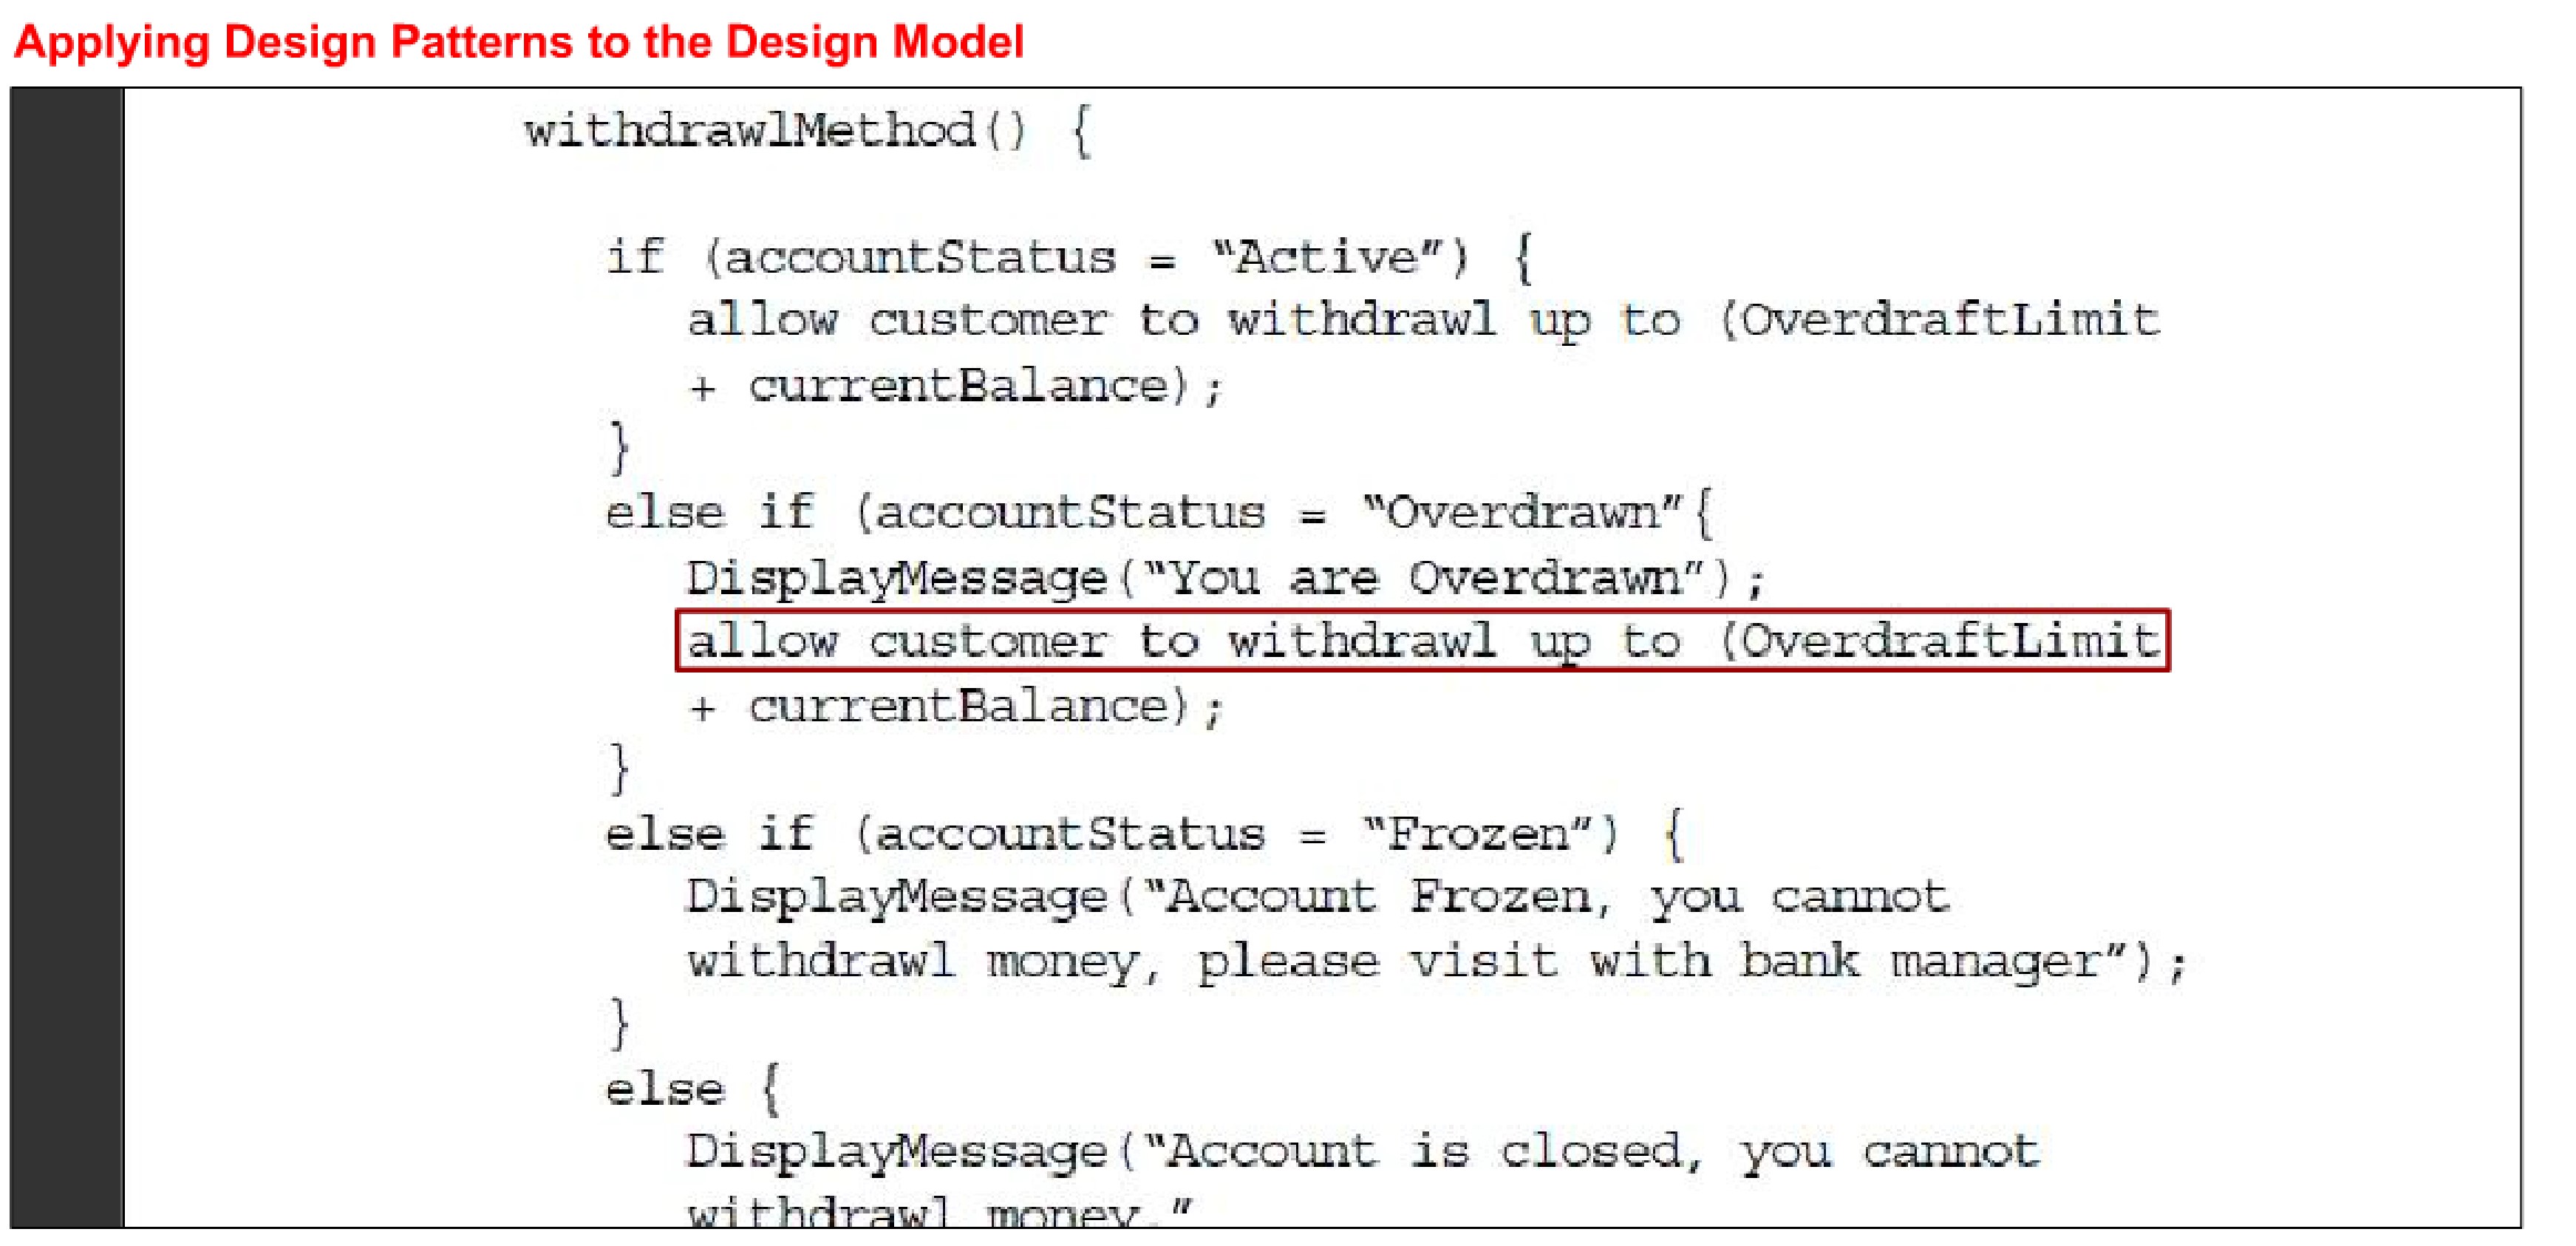 Applying Design Patterns to the Design Model
withdrawlMethod() {
if (accountStatus = “Active”) {
allow customer to withdrawl up to (OverdraftLimit
+ currentBalance);
}
else if (accountStatus = “Overdrawn”{
DisplayMessage(“You are Overdrawn”);
allow customer to withdrawl up to (OverdraftLimit
+ currentBalance);
}
else if (accountStatus = “Frozen”) {
DisplayMessage(“Account Frozen, you cannot
withdrawl money, please visit with bank manager”);
}
else {
DisplayMessage(“Account is closed, you cannot
withdrawl money.”